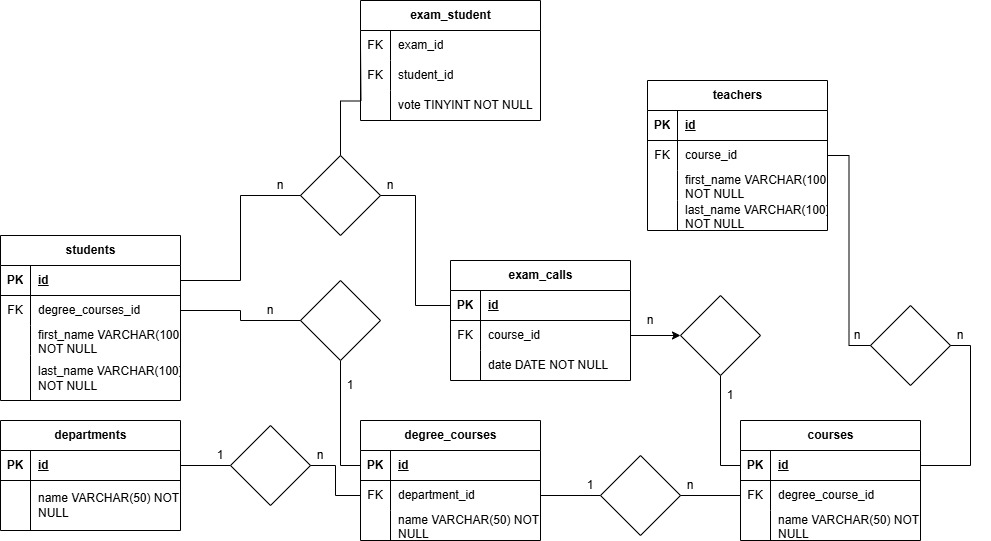 exam_student
FK exam_id
FK student_id
vote TINYINT NOT NULL
teachers
PK id
FK course_id
first_name VARCHAR(100
NOT NULL
last_name VARCHAR(100)
NOT NULL
n
n
students
PK id
FK degree_courses_id
first_name VARCHAR(100
NOT NULL
last_name VARCHAR(100)
NOT NULL
n
1
exam_calls
PK id
FK course_id
date DATE NOT NULL
n
1
n
n
departments
PK id
name VARCHAR(50) NOT
NULL
1
n
degree_courses
PK id
FK department_id
name VARCHAR(50) NOT
NULL
1
n
courses
PK id
FK degree_course_id
name VARCHAR(50) NOT
NULL